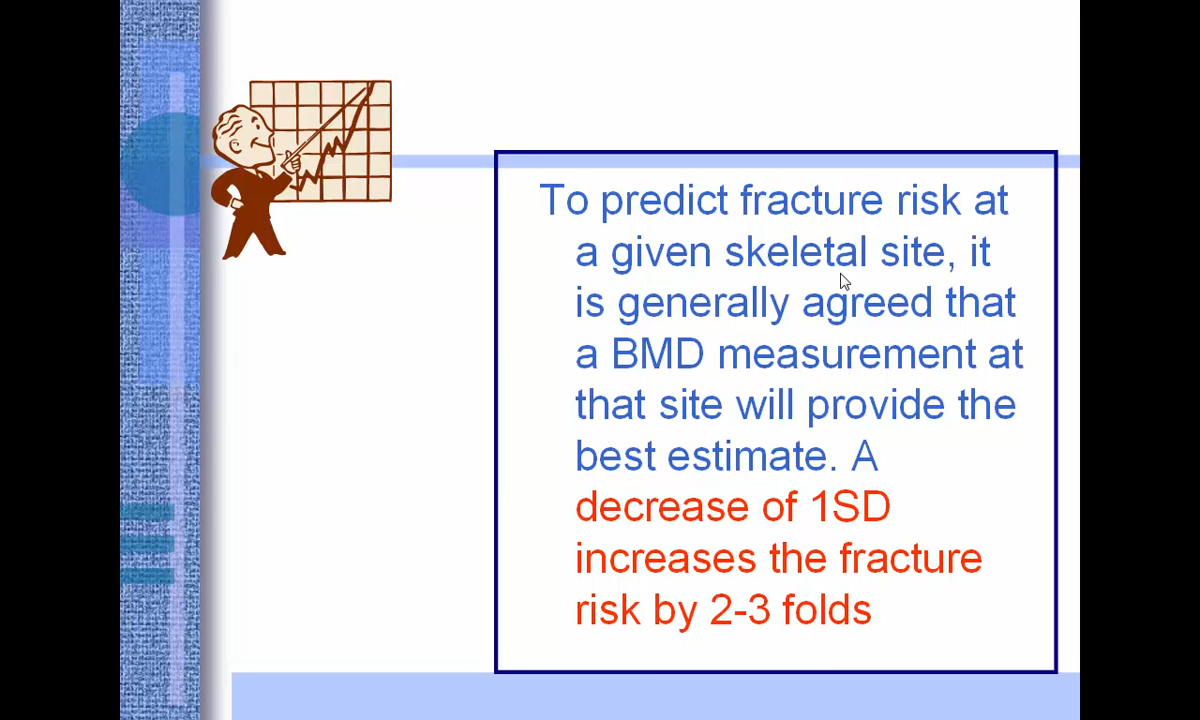 To predict fracture risk at
a given skeletal site, it
is generally agreed that
a BMD measurement at
that site will provide the
best estimate. A
decrease of 1SD
increases the fracture
risk by 2-3 folds